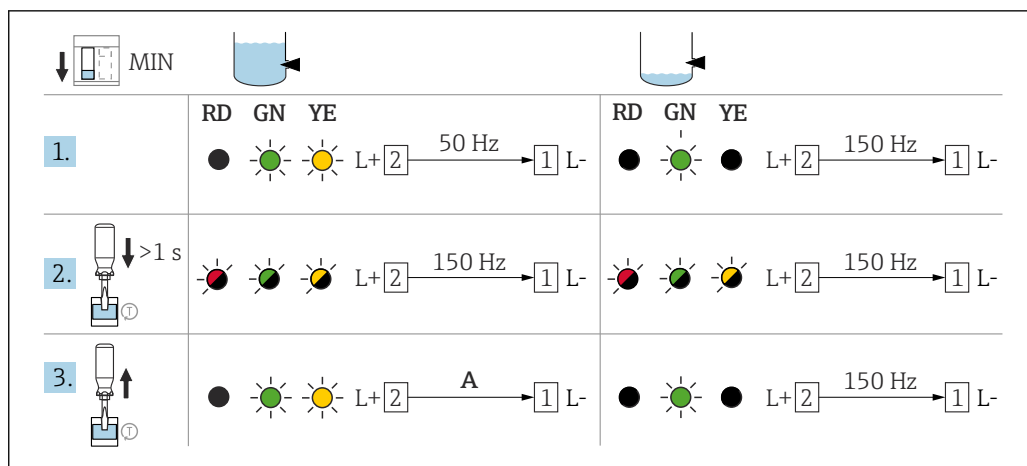 MIN
RD GN YE RD GN YE
1. L+ 2 50 Hz 1 L- L+ 2 150 Hz 1 L-
2. >1 s T L+ 2 150 Hz 1 L- L+ 2 150 Hz 1 L-
3. T L+ 2 A 1 L- L+ 2 150 Hz 1 L-